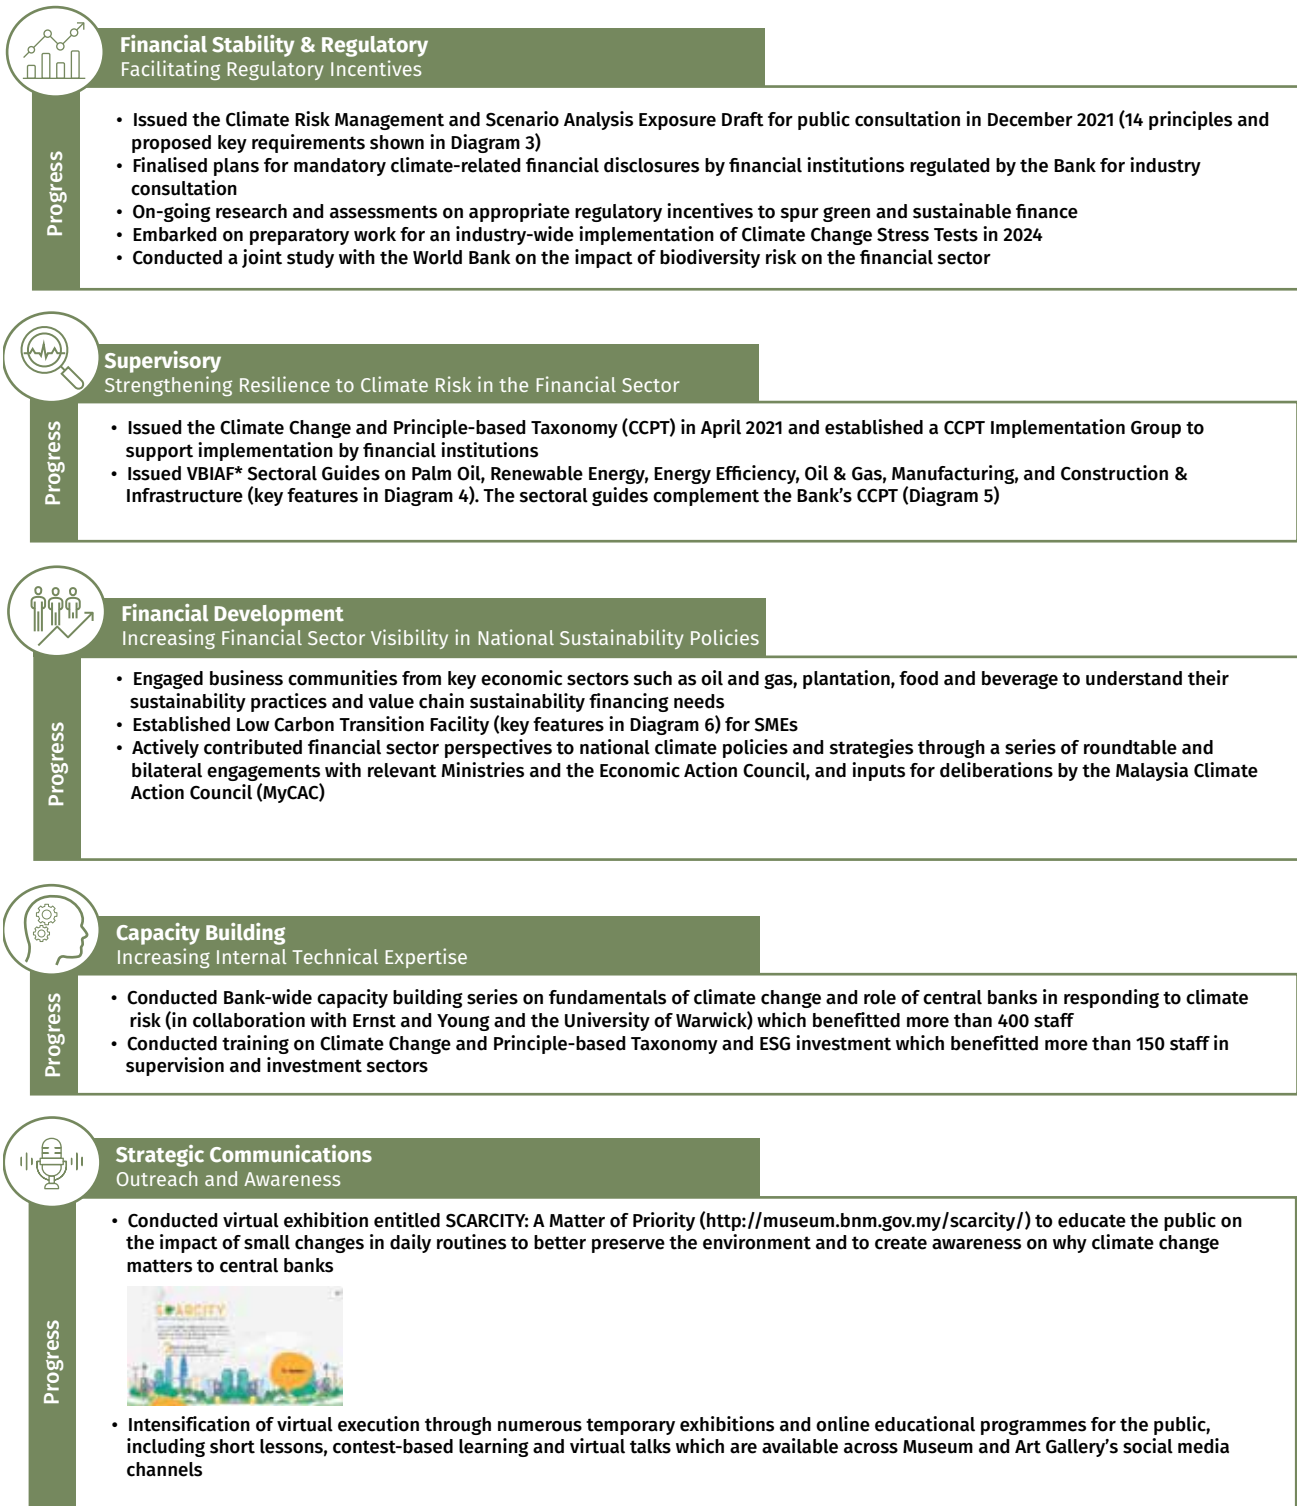 Financial Stability & Regulatory
Facilitating Regulatory Incentives
Progress
• Issued the Climate Risk Management and Scenario Analysis Exposure Draft for public consultation in December 2021 (14 principles and
proposed key requirements shown in Diagram 3)
• Finalised plans for mandatory climate-related financial disclosures by financial institutions regulated by the Bank for industry
consultation
• On-going research and assessments on appropriate regulatory incentives to spur green and sustainable finance
• Embarked on preparatory work for an industry-wide implementation of Climate Change Stress Tests in 2024
• Conducted a joint study with the World Bank on the impact of biodiversity risk on the financial sector
Supervisory
Strengthening Resilience to Climate Risk in the Financial Sector
Progress
• Issued the Climate Change and Principle-based Taxonomy (CCPT) in April 2021 and established a CCPT Implementation Group to
support implementation by financial institutions
• Issued VBIAF* Sectoral Guides on Palm Oil, Renewable Energy, Energy Efficiency, Oil & Gas, Manufacturing, and Construction &
Infrastructure (key features in Diagram 4). The sectoral guides complement the Bank's CCPT (Diagram 5)
Financial Development
Increasing Financial Sector Visibility in National Sustainability Policies
Progress
• Engaged business communities from key economic sectors such as oil and gas, plantation, food and beverage to understand their
sustainability practices and value chain sustainability financing needs
• Established Low Carbon Transition Facility (key features in Diagram 6) for SMEs
• Actively contributed financial sector perspectives to national climate policies and strategies through a series of roundtable and
bilateral engagements with relevant Ministries and the Economic Action Council, and inputs for deliberations by the Malaysia Climate
Action Council (MyCAC)
Capacity Building
Increasing Internal Technical Expertise
Progress
• Conducted Bank-wide capacity building series on fundamentals of climate change and role of central banks in responding to climate
risk (in collaboration with Ernst and Young and the University of Warwick) which benefitted more than 400 staff
• Conducted training on Climate Change and Principle-based Taxonomy and ESG investment which benefitted more than 150 staff in
supervision and investment sectors
Strategic Communications
Outreach and Awareness
Progress
• Conducted virtual exhibition entitled SCARCITY: A Matter of Priority (http://museum.bnm.gov.my/scarcity/) to educate the public on
the impact of small changes in daily routines to better preserve the environment and to create awareness on why climate change
matters to central banks
SCARCITY
• Intensification of virtual execution through numerous temporary exhibitions and online educational programmes for the public,
including short lessons, contest-based learning and virtual talks which are available across Museum and Art Gallery's social media
channels